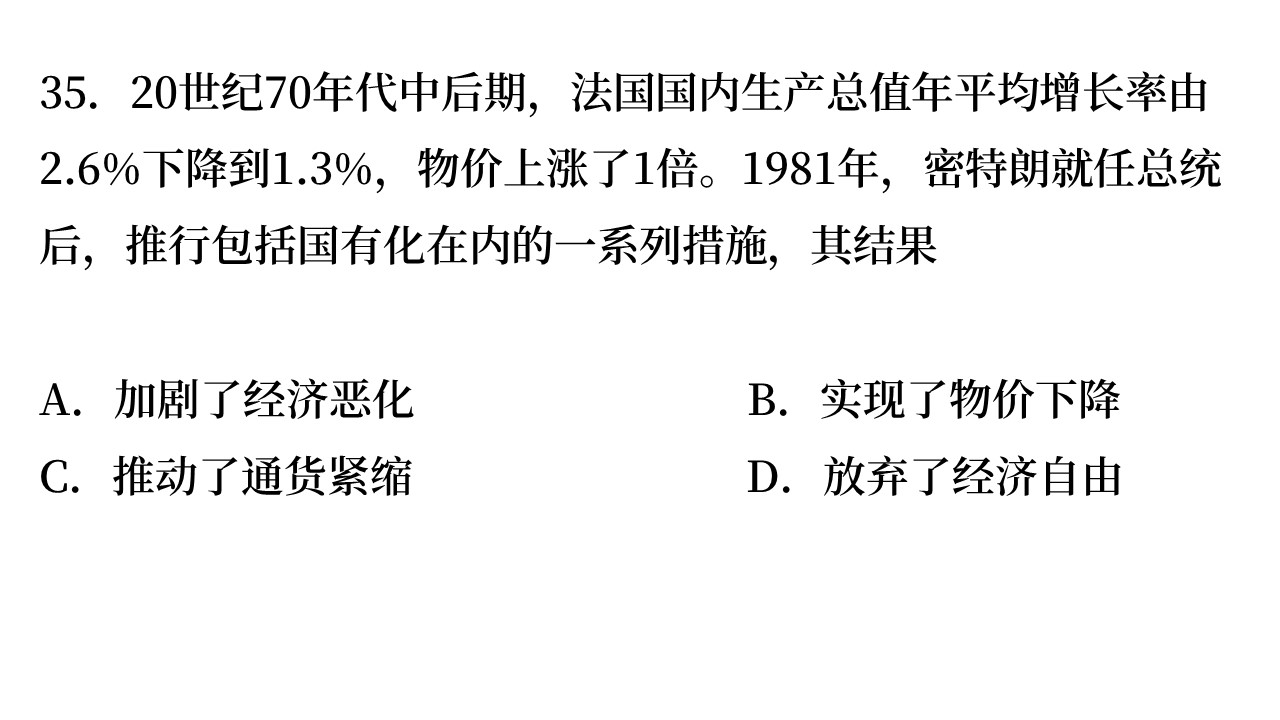 35．20世纪70年代中后期，法国国内生产总值年平均增长率由
2.6%下降到1.3%，物价上涨了1倍。1981年，密特朗就任总统
后，推行包括国有化在内的一系列措施，其结果
A．加剧了经济恶化 B．实现了物价下降
C．推动了通货紧缩 D．放弃了经济自由